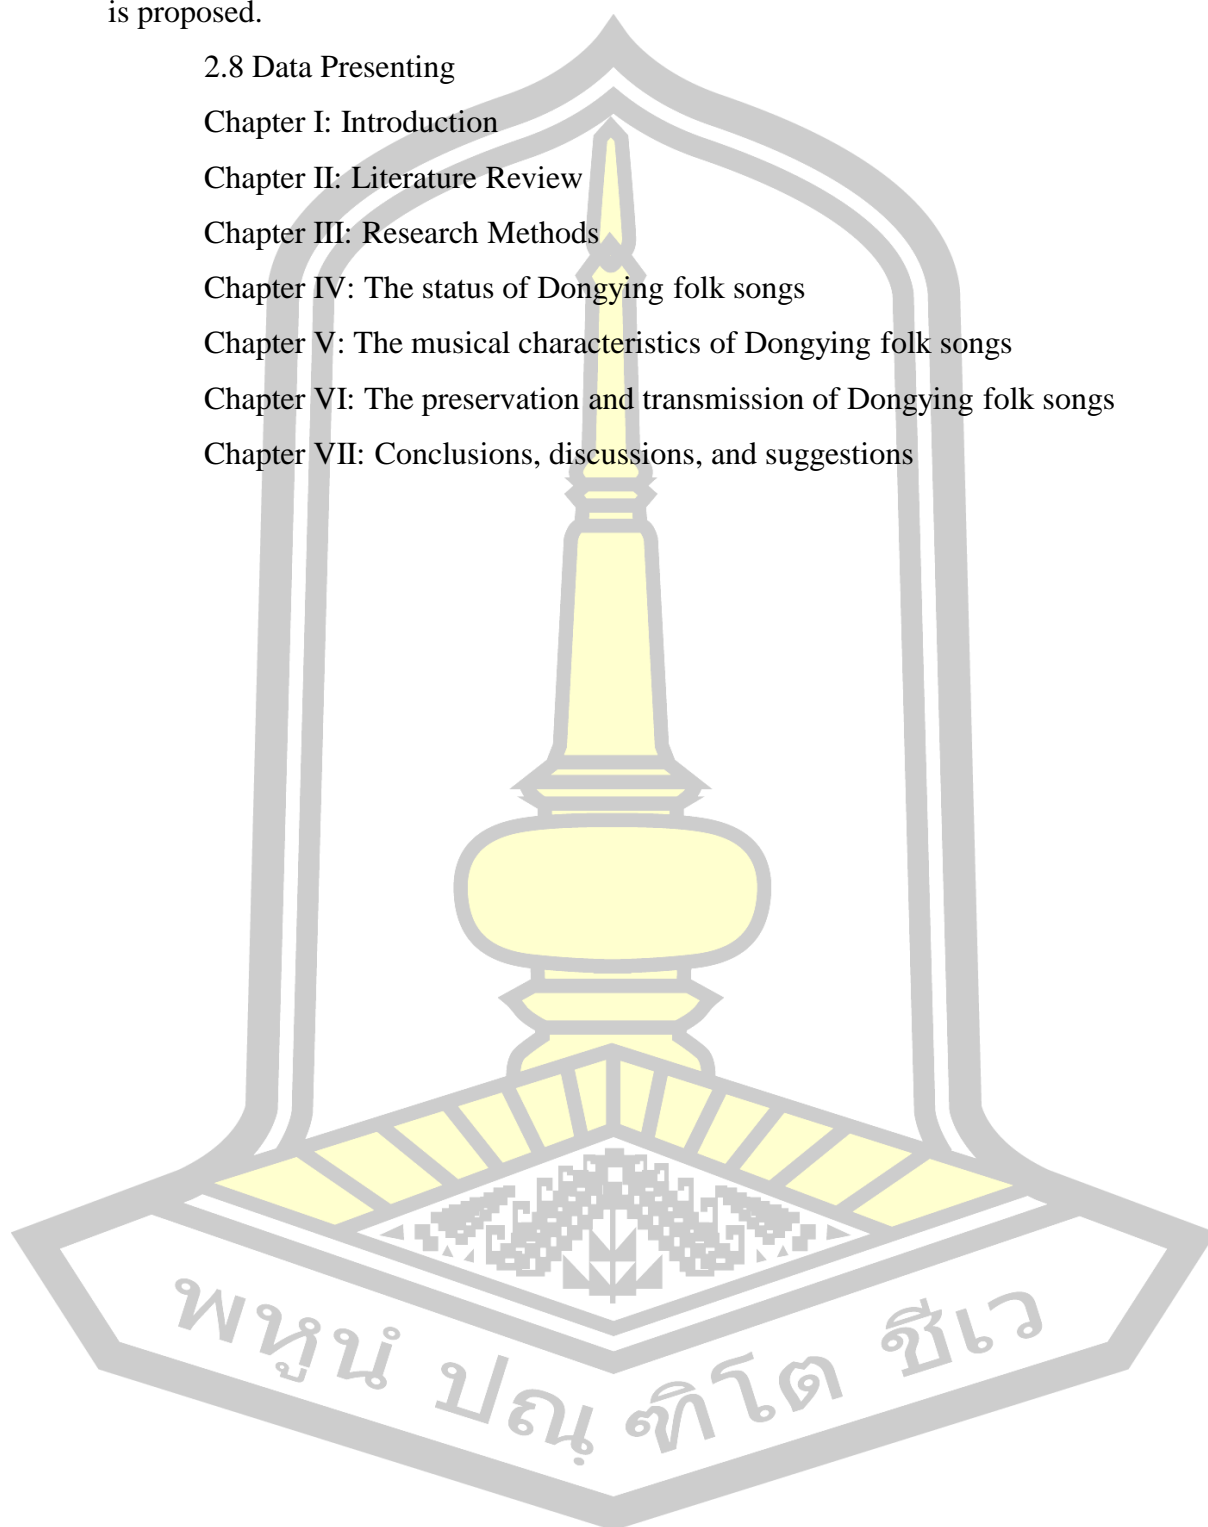 is proposed.
2.8 Data Presenting
Chapter I: Introduction
Chapter II: Literature Review
Chapter III: Research Methods
Chapter IV: The status of Dongying folk songs
Chapter V: The musical characteristics of Dongying folk songs
Chapter VI: The preservation and transmission of Dongying folk songs
Chapter VII: Conclusions, discussions, and suggestions
พหูนํ ปณฺฑิโต ชีเว